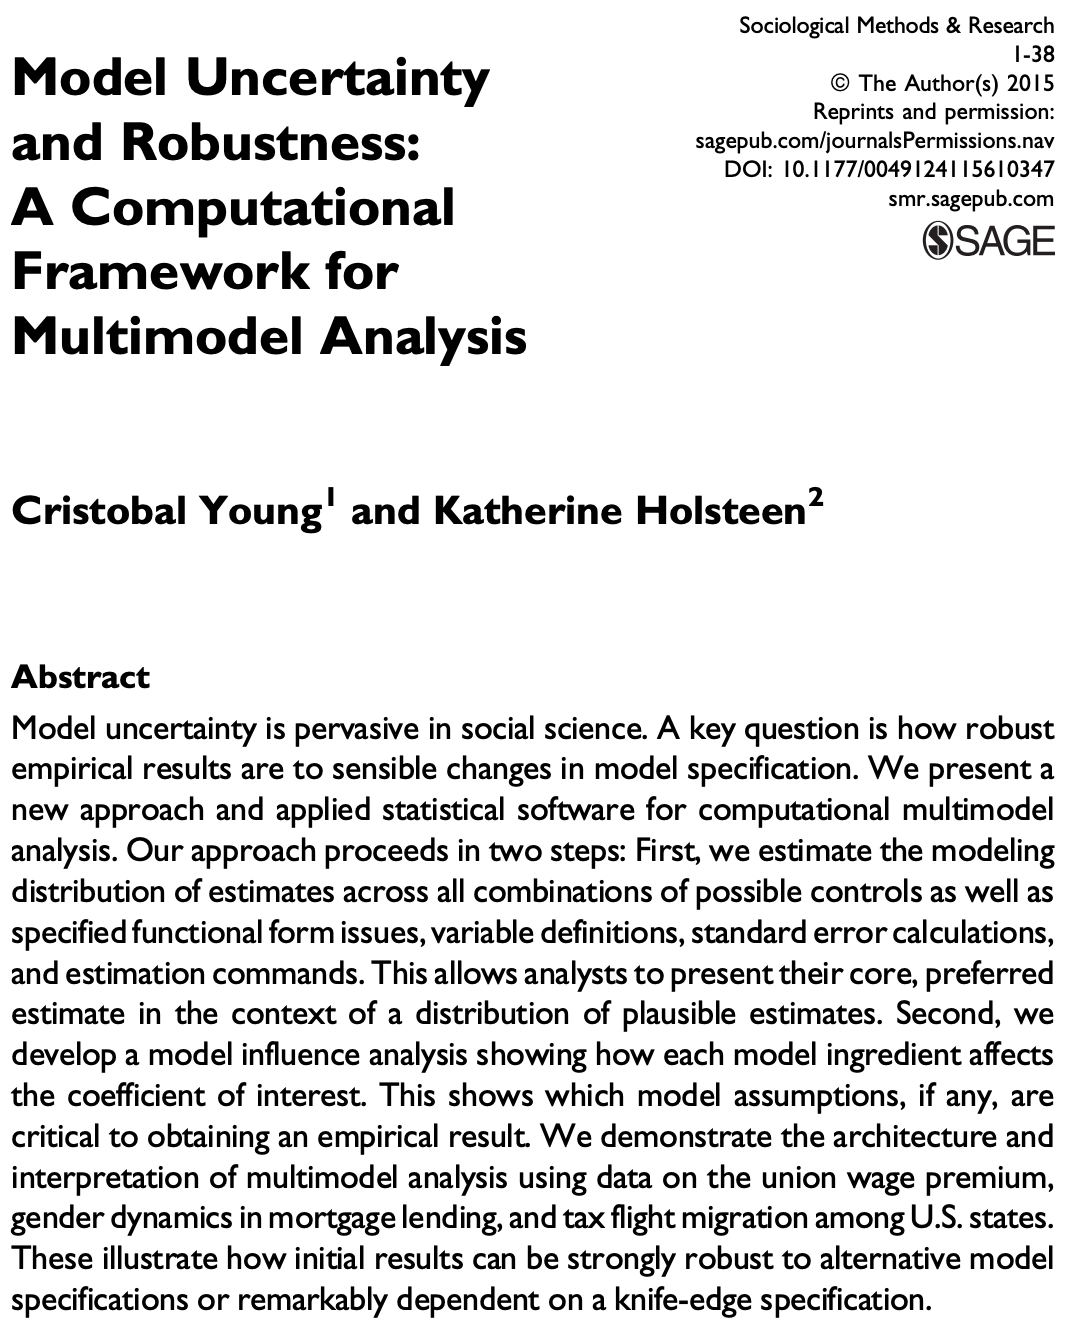 Sociological Methods & Research
1-38
© The Author(s) 2015
Reprints and permission:
sagepub.com/journalsPermissions.nav
DOI: 10.1177/0049124115610347
smr.sagepub.com
SAGE
Model Uncertainty
and Robustness:
A Computational
Framework for
Multimodel Analysis
Cristobal Young1 and Katherine Holsteen2
Abstract
Model uncertainty is pervasive in social science. A key question is how robust
empirical results are to sensible changes in model specification. We present a
new approach and applied statistical software for computational multimodel
analysis. Our approach proceeds in two steps: First, we estimate the modeling
distribution of estimates across all combinations of possible controls as well as
specified functional form issues, variable definitions, standard error calculations,
and estimation commands. This allows analysts to present their core, preferred
estimate in the context of a distribution of plausible estimates. Second, we
develop a model influence analysis showing how each model ingredient affects
the coefficient of interest. This shows which model assumptions, if any, are
critical to obtaining an empirical result. We demonstrate the architecture and
interpretation of multimodel analysis using data on the union wage premium,
gender dynamics in mortgage lending, and tax flight migration among U.S. states.
These illustrate how initial results can be strongly robust to alternative model
specifications or remarkably dependent on a knife-edge specification.